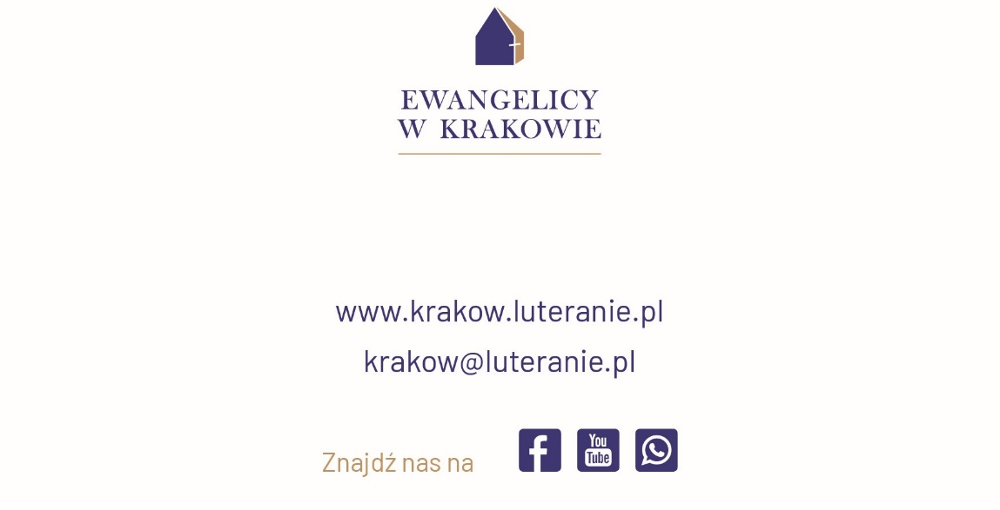 EWANGELICY
W KRAKOWIE
www.krakow.luteranie.pl
krakow@luteranie.pl
Znajdź nas na
You
Tube